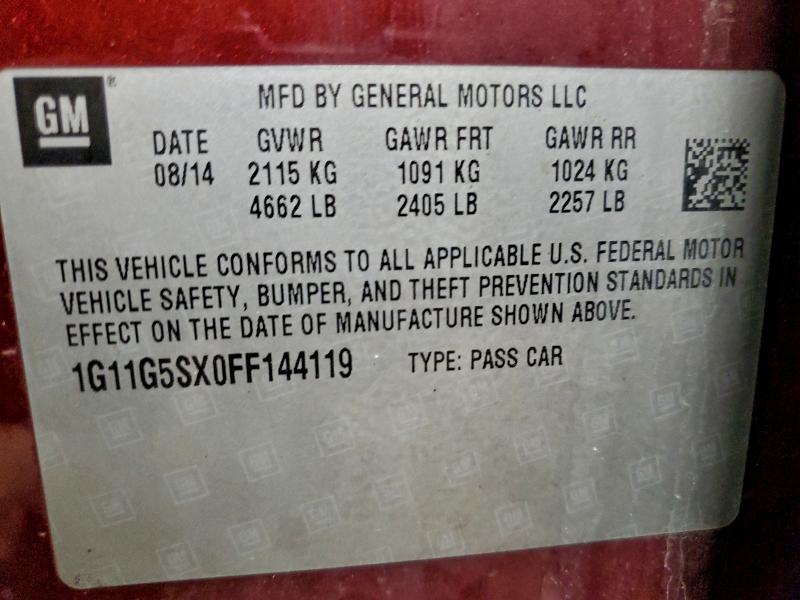 GM®
MFD BY GENERAL MOTORS LLC
DATE GVWR GAWR FRT GAWR RR
08/14 2115 KG 1091 KG 1024 KG
4662 LB 2405 LB 2257 LB
THIS VEHICLE CONFORMS TO ALL APPLICABLE U.S. FEDERAL MOTOR
VEHICLE SAFETY, BUMPER, AND THEFT PREVENTION STANDARDS IN
EFFECT ON THE DATE OF MANUFACTURE SHOWN ABOVE.
1G11G5SX0FF144119 TYPE: PASS CAR